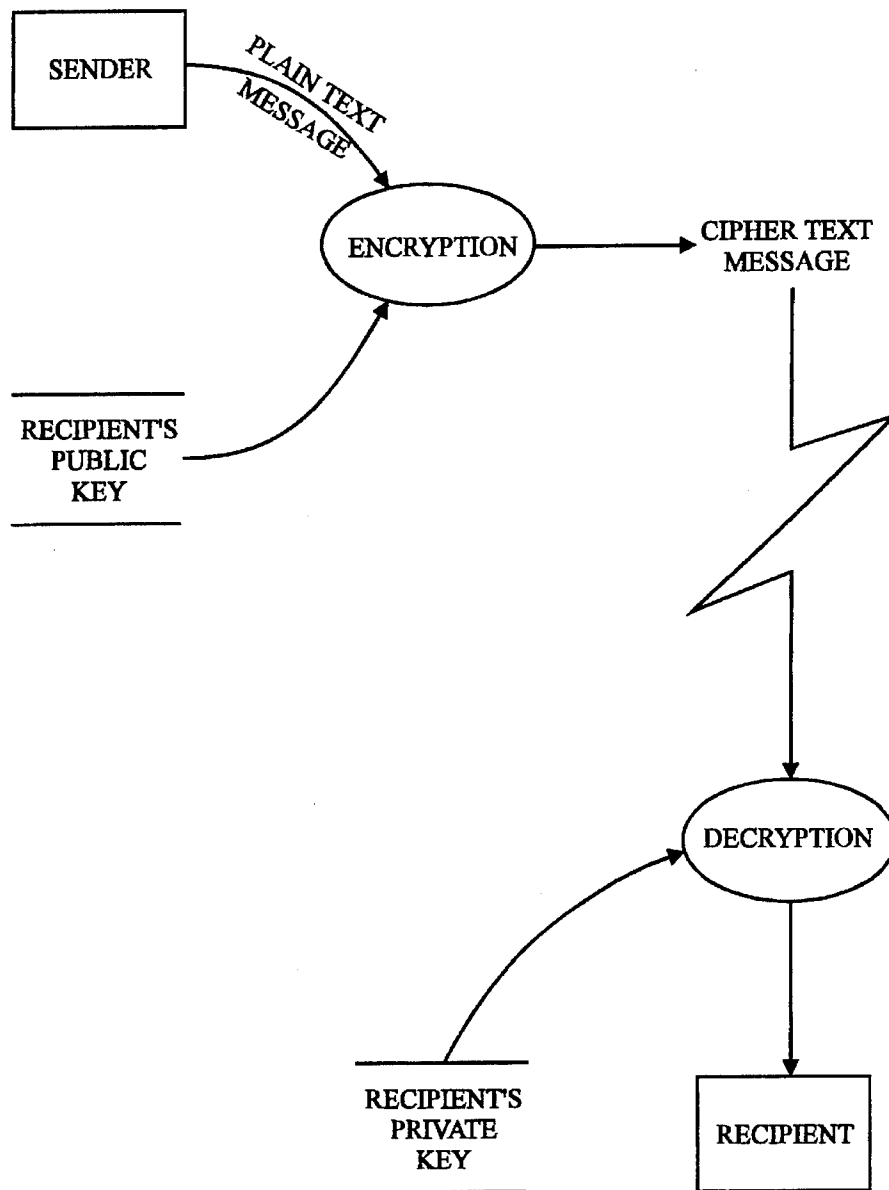 SENDER
PLAIN TEXT
MESSAGE
ENCRYPTION
CIPHER TEXT
MESSAGE
RECIPIENT'S
PUBLIC
KEY
DECRYPTION
RECIPIENT'S
PRIVATE
KEY
RECIPIENT